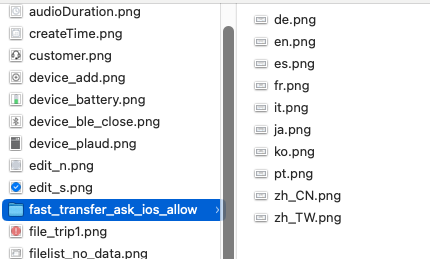 audioDuration.png
createTime.png
customer.png
device_add.png
device_battery.png
device_ble_close.png
device_plaud.png
edit_n.png
edit_s.png
fast_transfer_ask_ios_allow
file_trip1.png
filelist_no_data.png
de.png
en.png
es.png
fr.png
it.png
ja.png
ko.png
pt.png
zh_CN.png
zh_TW.png